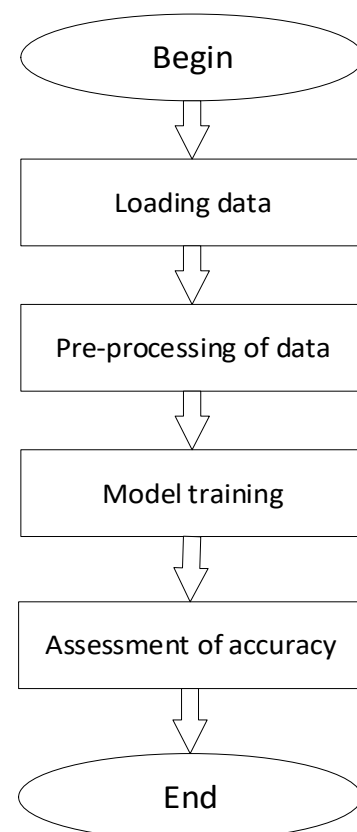 Begin
Loading data
Pre-processing of data
Model training
Assessment of accuracy
End